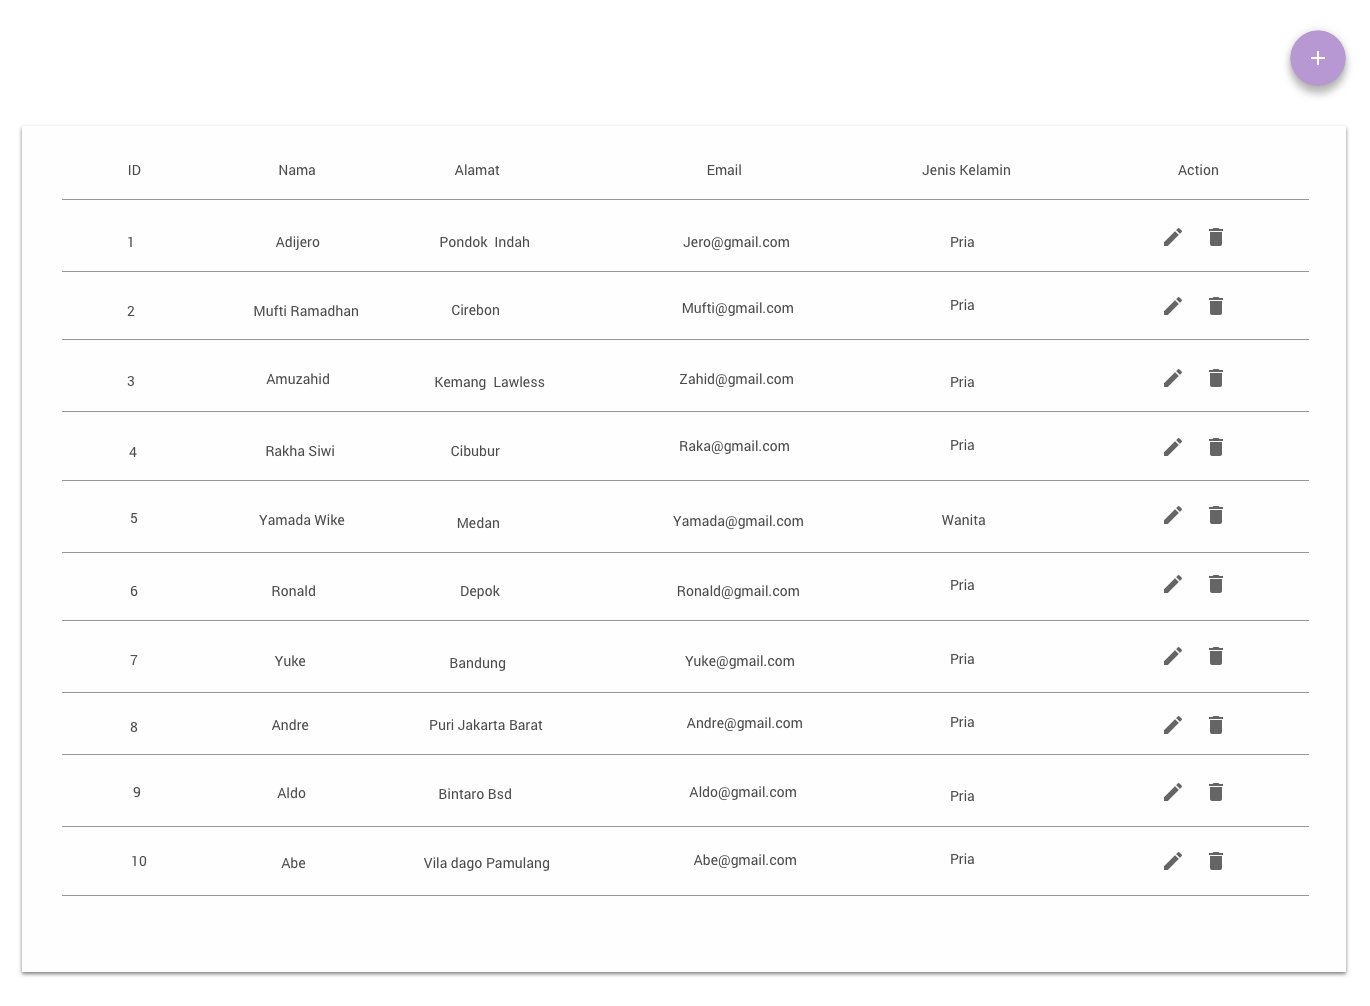 ID Nama Alamat Email Jenis Kelamin Action
1 Adijero Pondok Indah Jero@gmail.com Pria
2 Mufti Ramadhan Cirebon Mufti@gmail.com Pria
3 Amuzahid Kemang Lawless Zahid@gmail.com Pria
4 Rakha Siwi Cibubur Raka@gmail.com Pria
5 Yamada Wike Medan Yamada@gmail.com Wanita
6 Ronald Depok Ronald@gmail.com Pria
7 Yuke Bandung Yuke@gmail.com Pria
8 Andre Puri Jakarta Barat Andre@gmail.com Pria
9 Aldo Bintaro Bsd Aldo@gmail.com Pria
10 Abe Vila dago Pamulang Abe@gmail.com Pria